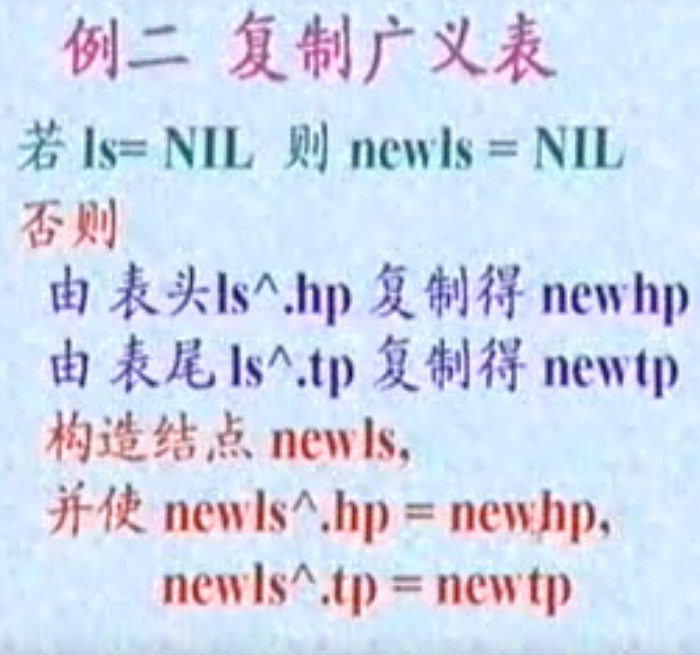 例二 复制广义表
若 ls= NIL 则 newls = NIL
否则
由 表头ls^.hp 复制得 newhp
由 表尾 ls^.tp 复制得 newtp
构造结点 newls,
并使 newls^.hp = newhp,
newls^.tp = newtp